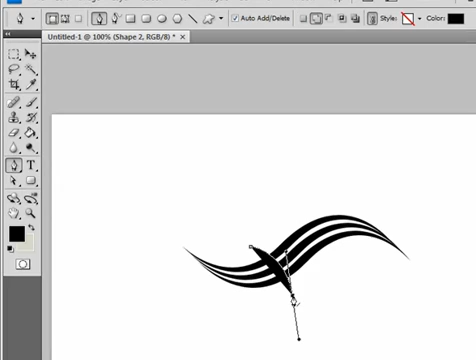 Auto Add/Delete
Style:
Color:
Untitled-1 @ 100% (Shape 2, RGB/8) *